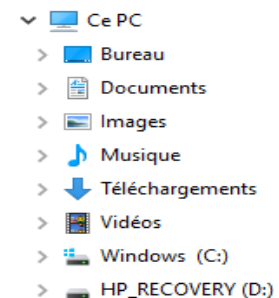 Ce PC
Bureau
Documents
Images
Musique
Téléchargements
Vidéos
Windows (C:)
HP_RECOVERY (D:)